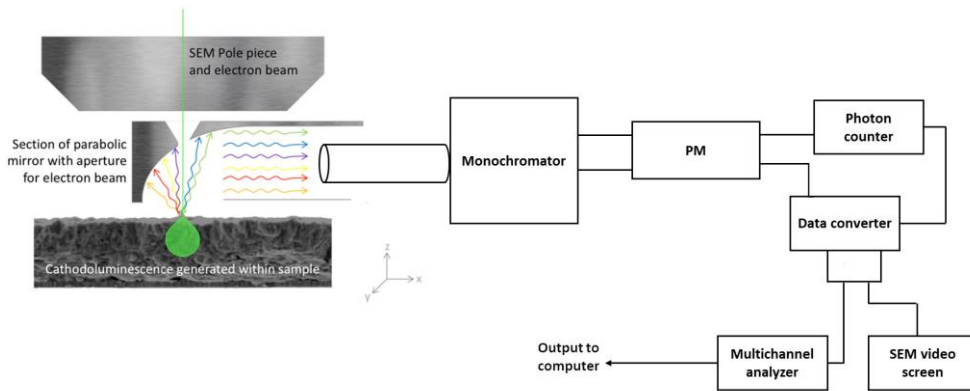 SEM Pole piece
and electron beam
Section of parabolic
mirror with aperture
for electron beam
Cathodoluminescence generated within sample
z
x
y
Monochromator
PM
Photon
counter
Data converter
Output to
computer
Multichannel
analyzer
SEM video
screen